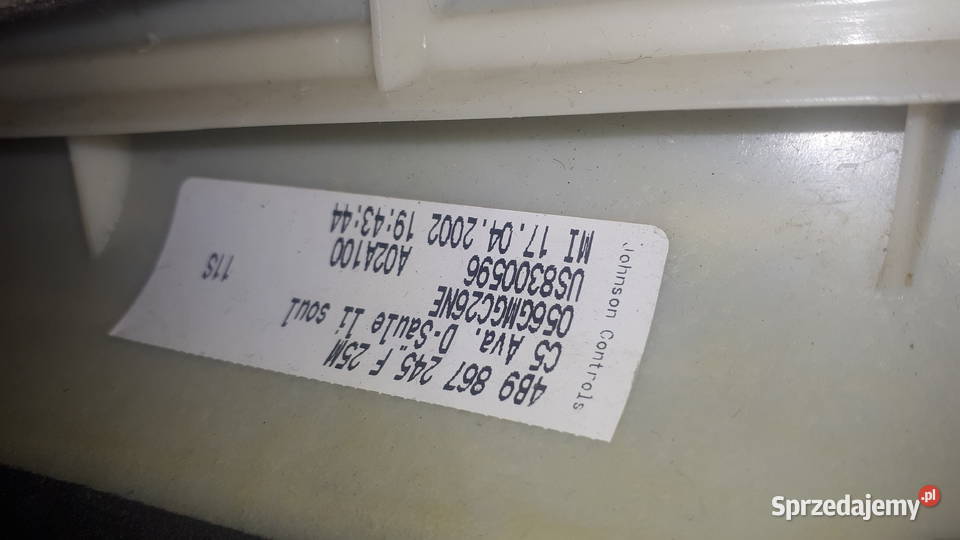 Johnson Controls
4B9 867 245 F 25M
C5 Ava. D-Säule li soul
056GMGC26NE
US8300596 A02A100 11S
MI 17.04.2002 19:43:44
Sprzedajemy.pl